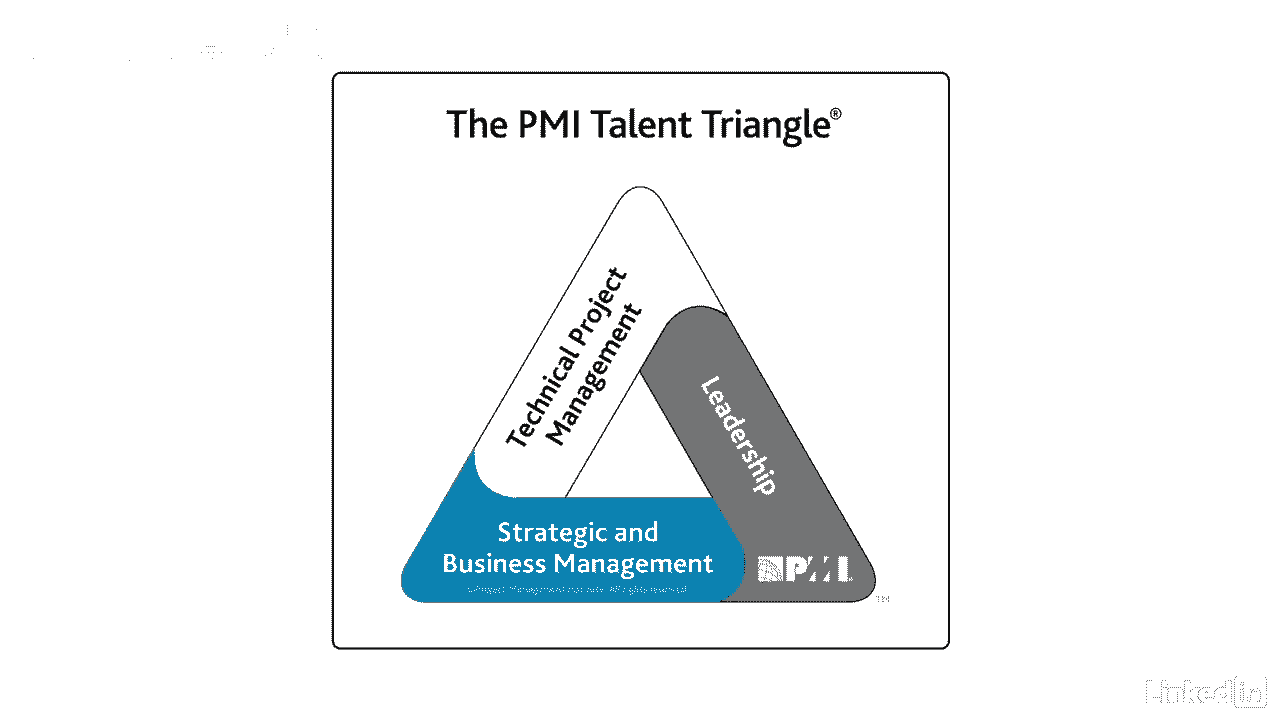 The PMI Talent Triangle®
Technical Project
Management
Leadership
Strategic and
Business Management
©Project Management Institute. All rights reserved.
PMI
TM
Linked in